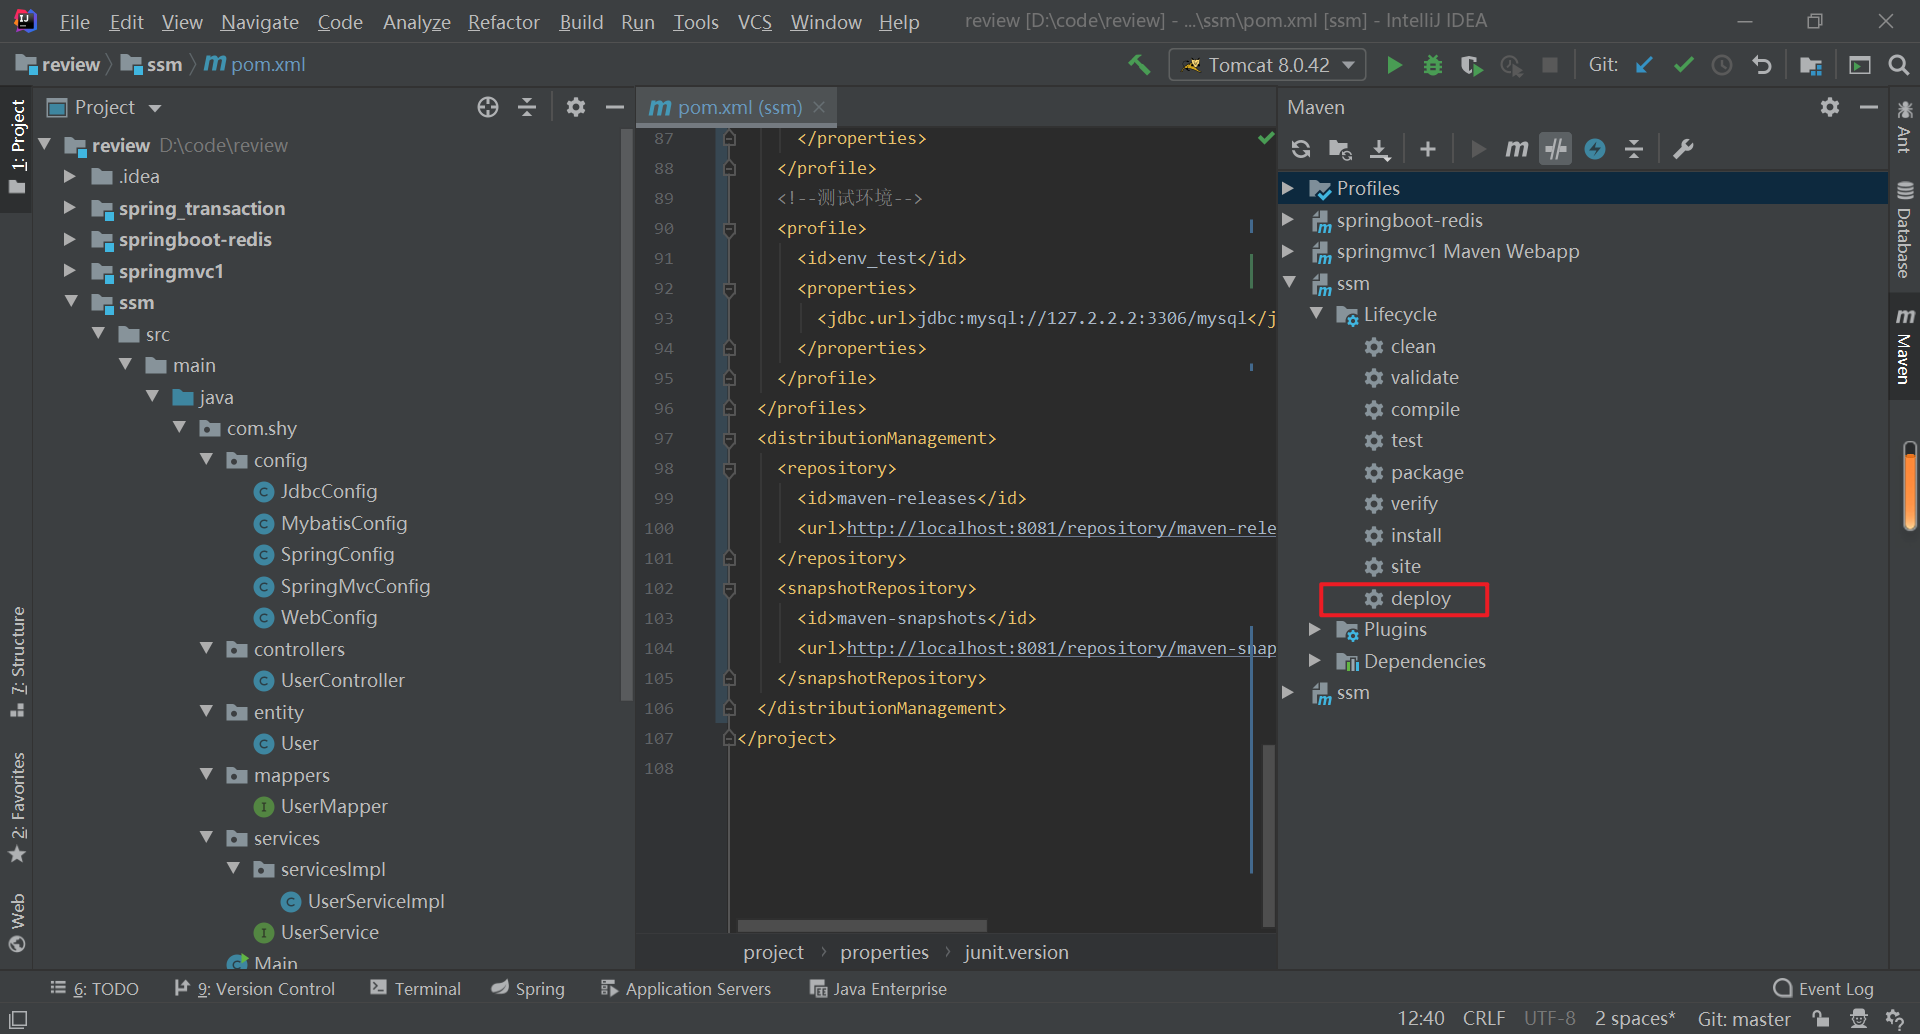 File Edit View Navigate Code Analyze Refactor Build Run Tools VCS Window Help review [D:\code\review] - ...\ssm\pom.xml [ssm] - IntelliJ IDEA
review ssm m pom.xml Tomcat 8.0.42 Git:
1: Project
7: Structure
2: Favorites
Web
Project
review D:\code\review
.idea
spring_transaction
springboot-redis
springmvc1
ssm
src
main
java
com.shy
config
JdbcConfig
MybatisConfig
SpringConfig
SpringMvcConfig
WebConfig
controllers
UserController
entity
User
mappers
UserMapper
services
servicesImpl
UserServiceImpl
UserService
Main
m pom.xml (ssm)
87 </properties>
88 </profile>
89 <!--测试环境-->
90 <profile>
91 <id>env_test</id>
92 <properties>
93 <jdbc.url>jdbc:mysql://127.2.2.2:3306/mysql</j
94 </properties>
95 </profile>
96 </profiles>
97 <distributionManagement>
98 <repository>
99 <id>maven-releases</id>
100 <url>http://localhost:8081/repository/maven-rele
101 </repository>
102 <snapshotRepository>
103 <id>maven-snapshots</id>
104 <url>http://localhost:8081/repository/maven-snap
105 </snapshotRepository>
106 </distributionManagement>
107 </project>
108
project › properties › junit.version
Maven
m
Profiles
springboot-redis
springmvc1 Maven Webapp
ssm
Lifecycle
clean
validate
compile
test
package
verify
install
site
deploy
Plugins
Dependencies
ssm
Ant
Database
m Maven
6: TODO 9: Version Control Terminal Spring Application Servers Java Enterprise Event Log
12:40 CRLF UTF-8 2 spaces* Git: master